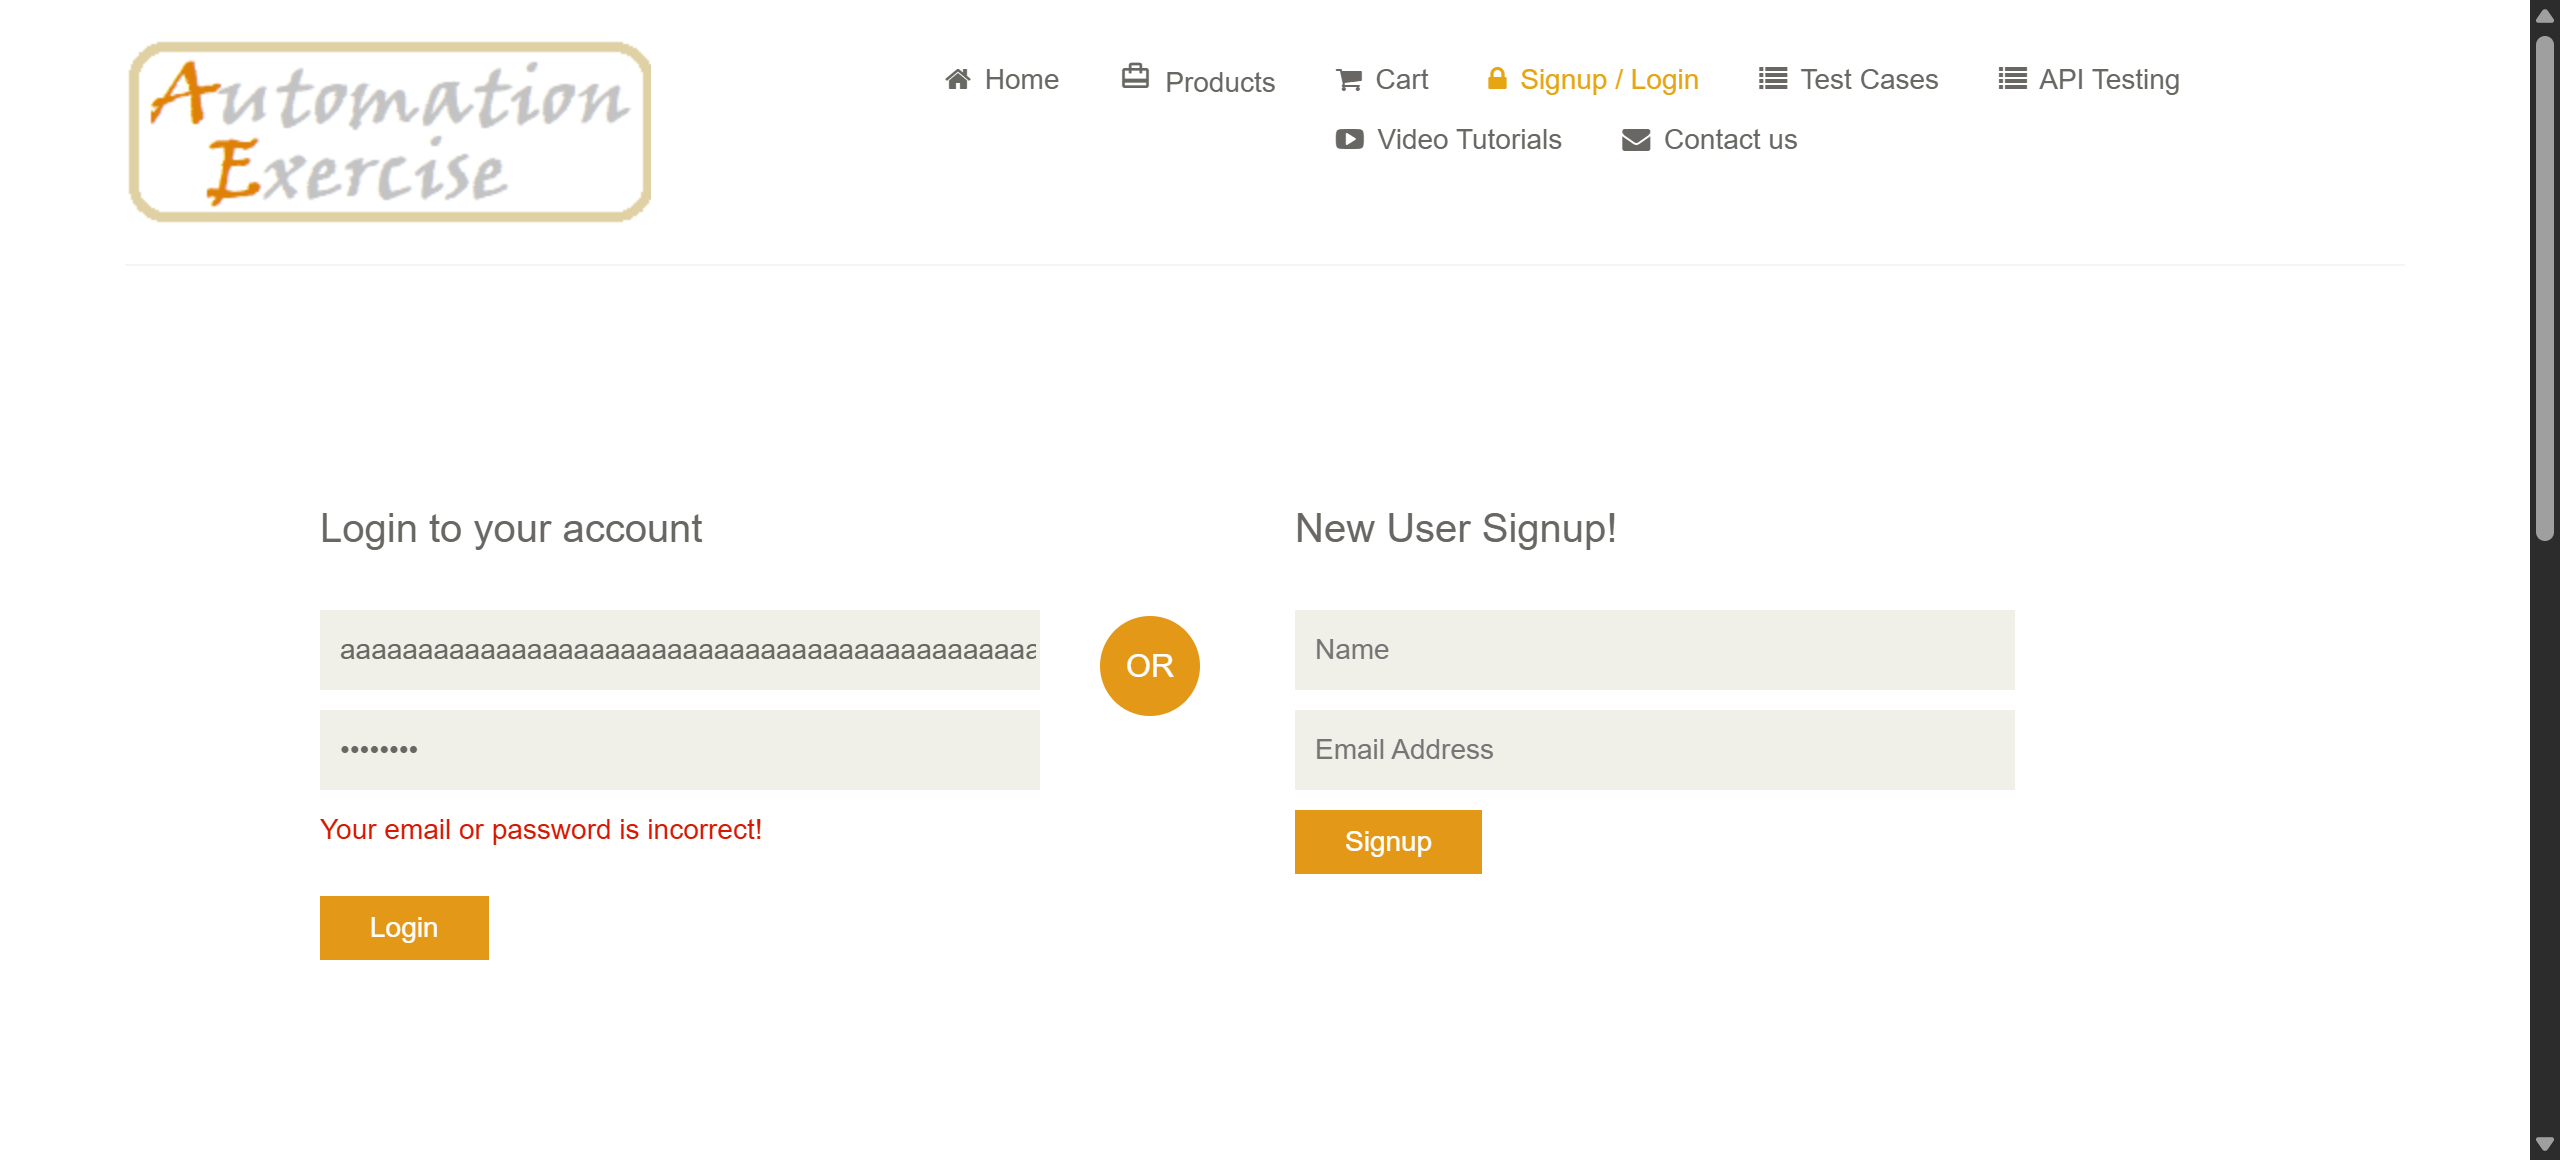 Automation
Exercise
Home
Products
Cart
Signup / Login
Test Cases
API Testing
Video Tutorials
Contact us
Login to your account
New User Signup!
aaaaaaaaaaaaaaaaaaaaaaaaaaaaaaaaaaaaaaaaaaaaa
OR
Name
••••••••
Email Address
Your email or password is incorrect!
Signup
Login